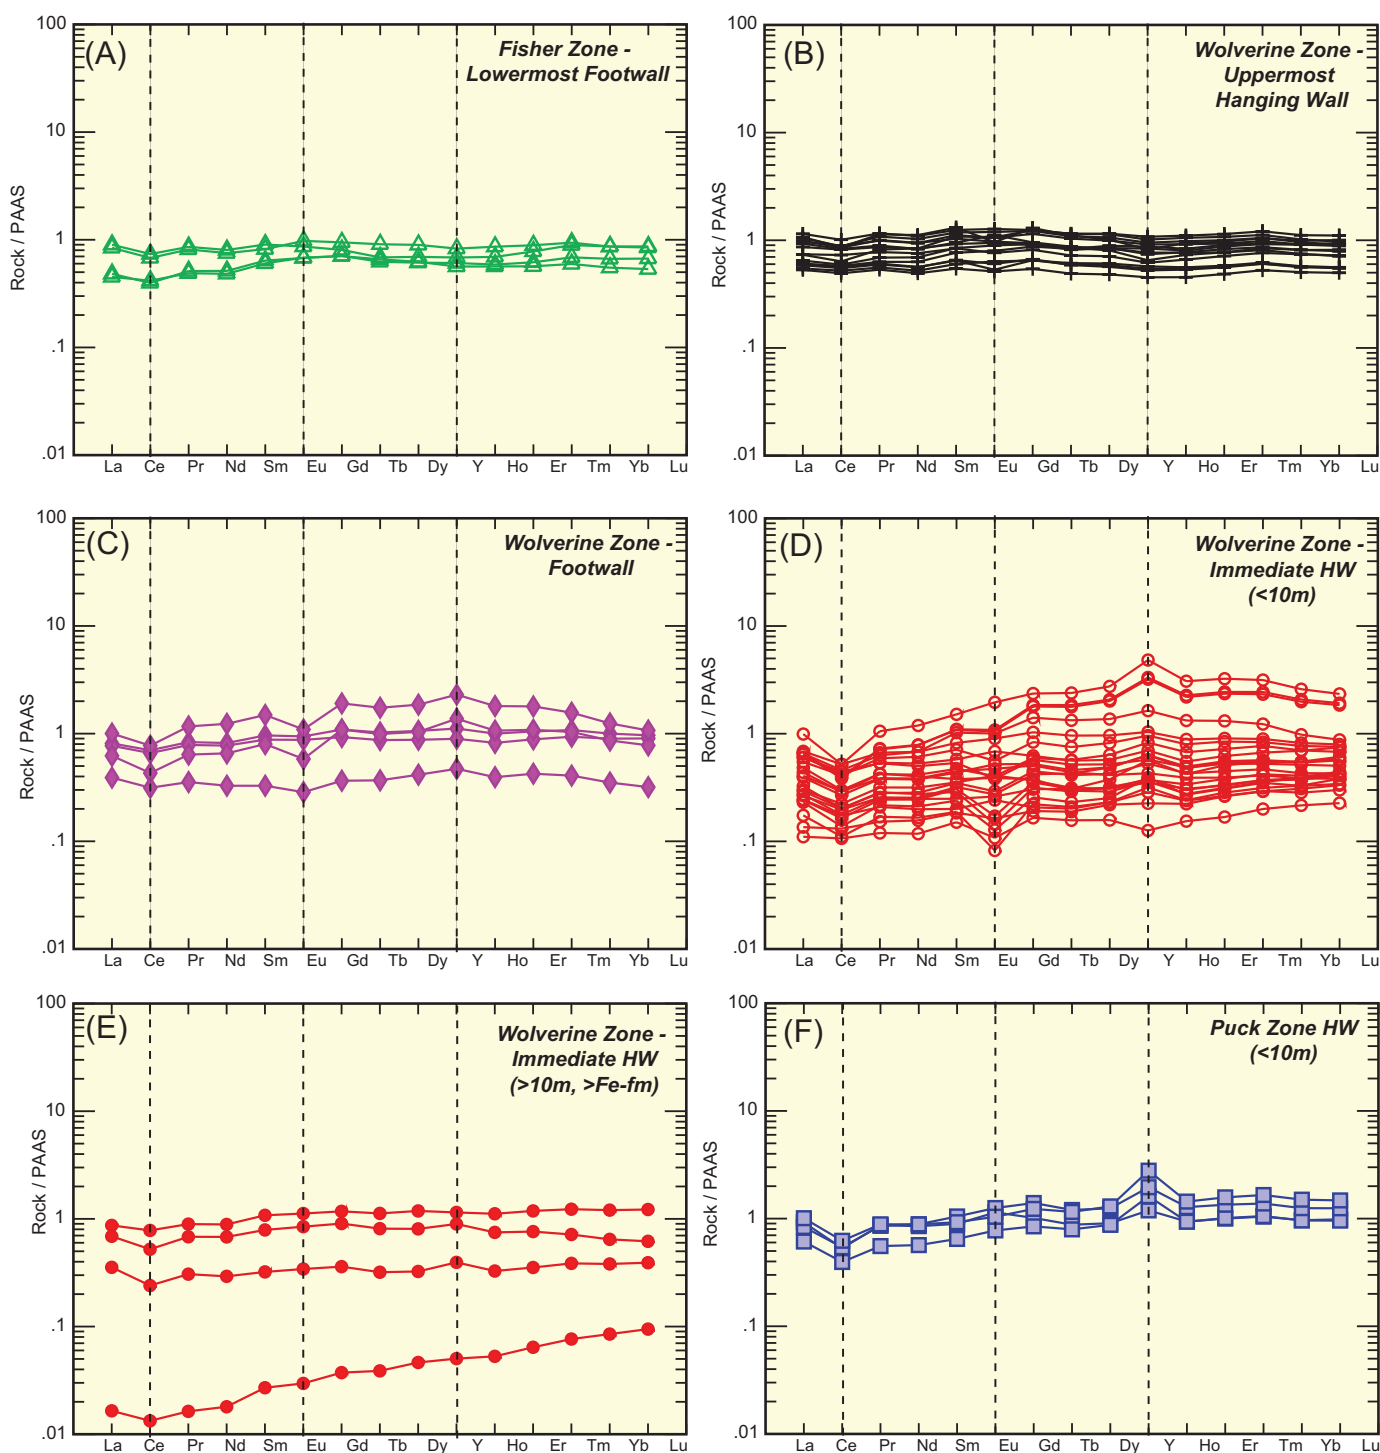 (A)
Fisher Zone -
Lowermost Footwall
100
10
1
.1
.01
Rock / PAAS
La Ce Pr Nd Sm Eu Gd Tb Dy Y Ho Er Tm Yb Lu
(B)
Wolverine Zone -
Uppermost
Hanging Wall
100
10
1
.1
.01
Rock / PAAS
La Ce Pr Nd Sm Eu Gd Tb Dy Y Ho Er Tm Yb Lu
(C)
Wolverine Zone -
Footwall
100
10
1
.1
.01
Rock / PAAS
La Ce Pr Nd Sm Eu Gd Tb Dy Y Ho Er Tm Yb Lu
(D)
Wolverine Zone -
Immediate HW
(<10m)
100
10
1
.1
.01
Rock / PAAS
La Ce Pr Nd Sm Eu Gd Tb Dy Y Ho Er Tm Yb Lu
(E)
Wolverine Zone -
Immediate HW
(>10m, >Fe-fm)
100
10
1
.1
.01
Rock / PAAS
La Ce Pr Nd Sm Eu Gd Tb Dy Y Ho Er Tm Yb Lu
(F)
Puck Zone HW
(<10m)
100
10
1
.1
.01
Rock / PAAS
La Ce Pr Nd Sm Eu Gd Tb Dy Y Ho Er Tm Yb Lu